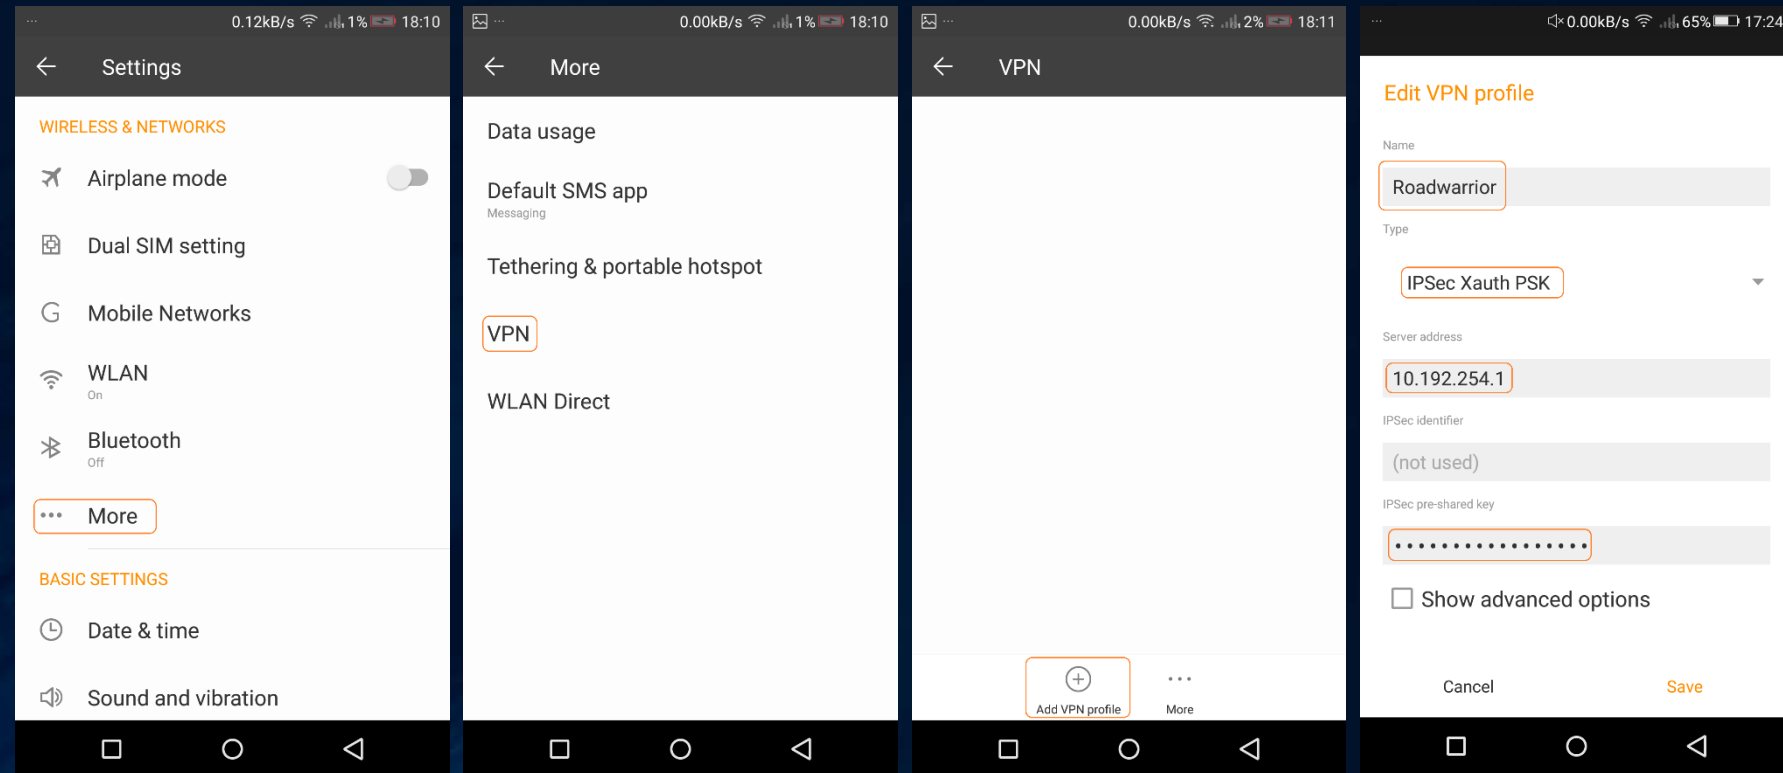 ... 0.12kB/s 1% 18:10
Settings
WIRELESS & NETWORKS
Airplane mode
Dual SIM setting
Mobile Networks
WLAN
On
Bluetooth
Off
More
BASIC SETTINGS
Date & time
Sound and vibration
... 0.00kB/s 1% 18:10
More
Data usage
Default SMS app
Messaging
Tethering & portable hotspot
VPN
WLAN Direct
... 0.00kB/s 2% 18:11
VPN
Add VPN profile
More
... 0.00kB/s 65% 17:24
Edit VPN profile
Name
Roadwarrior
Type
IPSec Xauth PSK
Server address
10.192.254.1
IPSec identifier
(not used)
IPSec pre-shared key
•••••••••••••••••
Show advanced options
Cancel Save